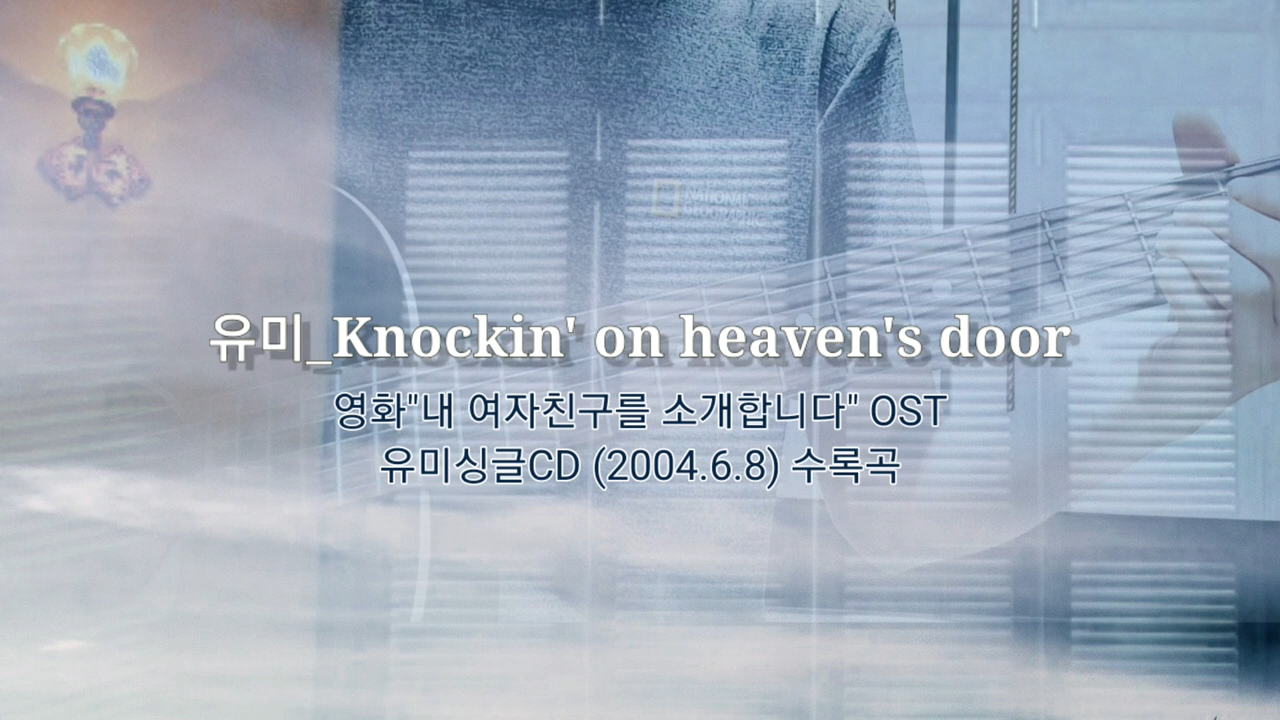 NATIONAL
GEOGRAPHIC
유미_Knockin' on heaven's door
영화"내 여자친구를 소개합니다" OST
유미싱글CD (2004.6.8) 수록곡